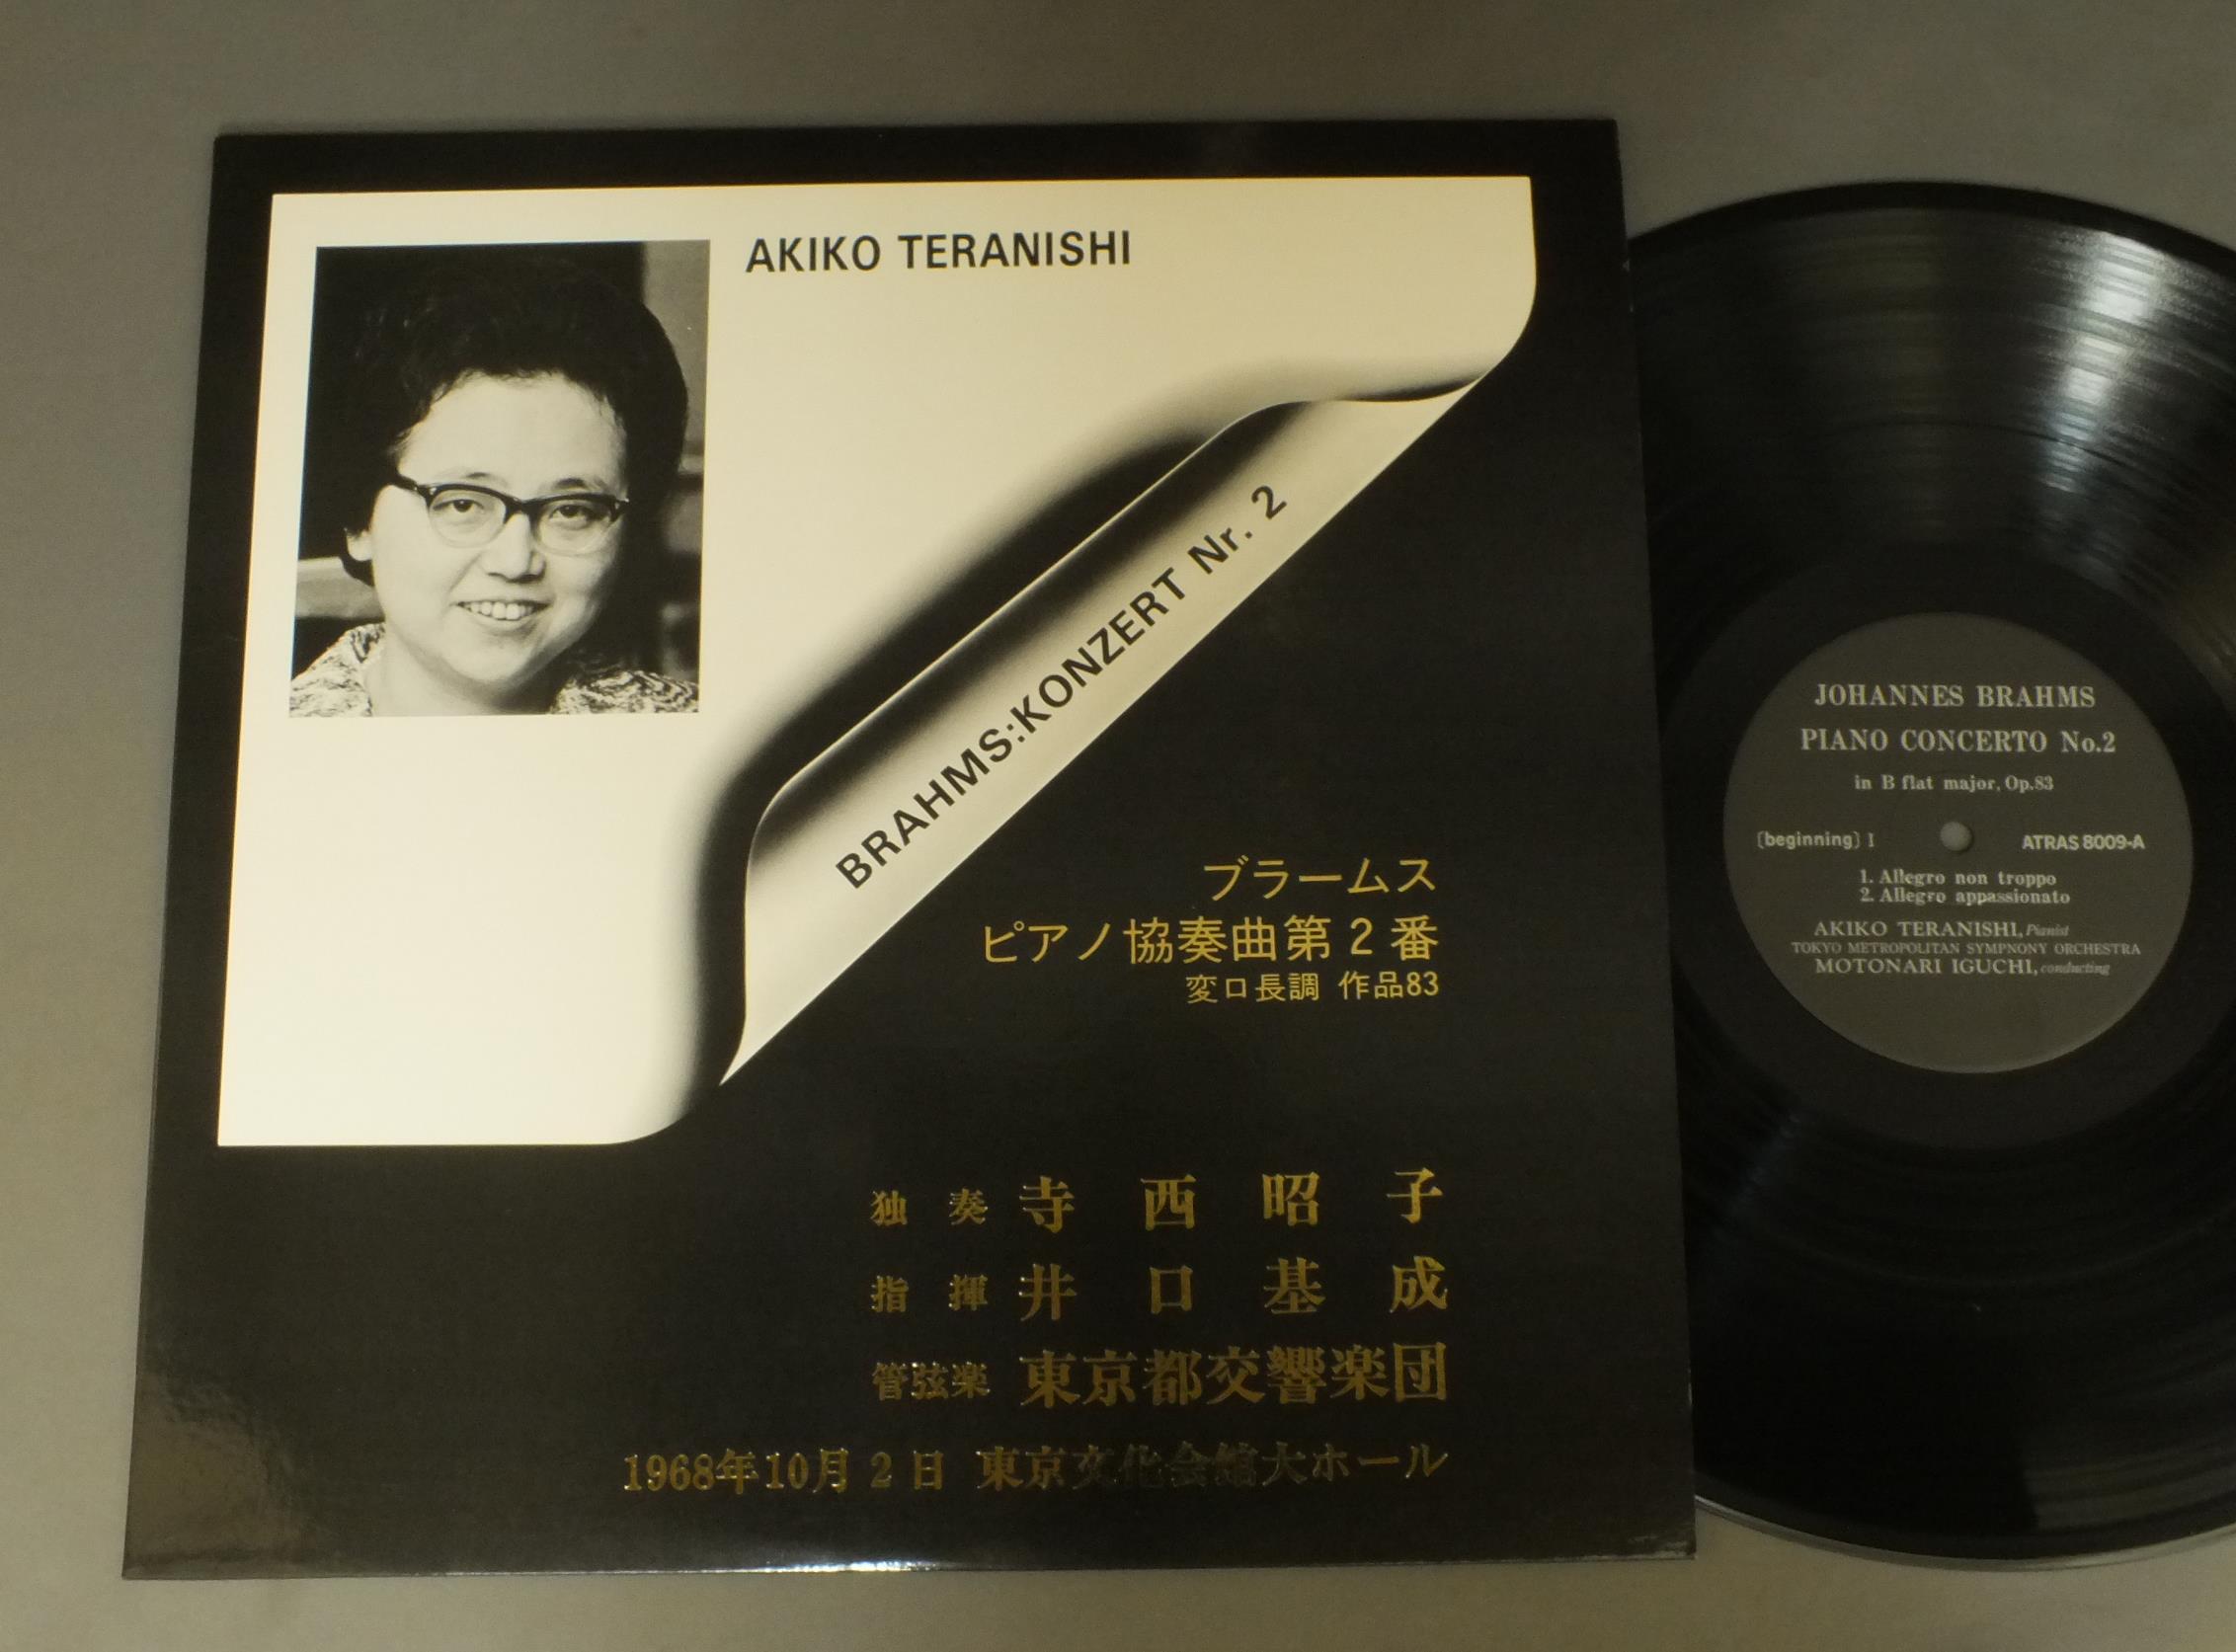 AKIKO TERANISHI
BRAHMS:KONZERT Nr. 2
ブラームス
ピアノ協奏曲第2番
変ロ長調 作品83
独奏 寺西昭子
指揮 井口基成
管弦楽 東京都交響楽団
1968年10月2日 東京文化会館大ホール
JOHANNES BRAHMS
PIANO CONCERTO No.2
in B flat major, Op.83
(beginning) I ATRAS 8009-A
1. Allegro non troppo
2. Allegro appassionato
AKIKO TERANISHI, Pianist
TOKYO METROPOLITAN SYMPNONY ORCHESTRA
MOTONARI IGUCHI, conducting